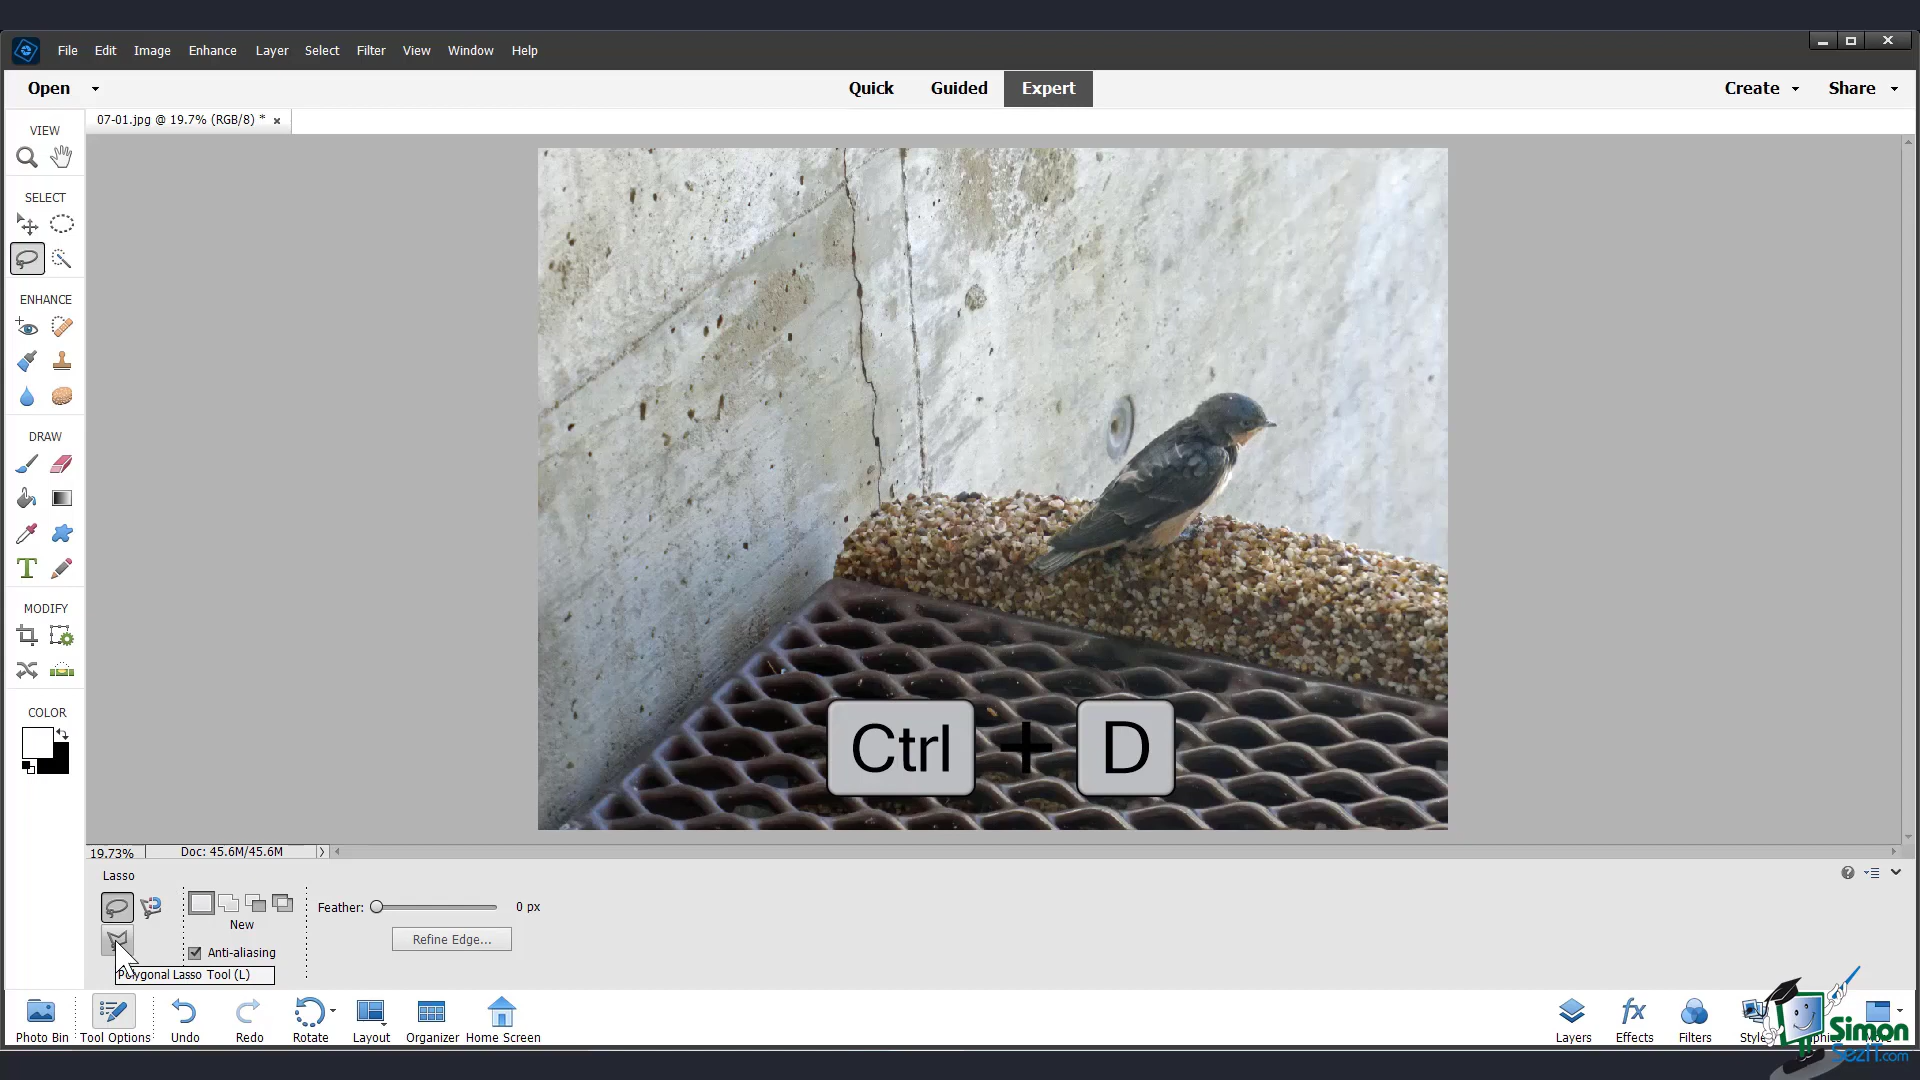 File Edit Image Enhance Layer Select Filter View Window Help
Open Quick Guided Expert Create Share
07-01.jpg @ 19.7% (RGB/8) * ×
VIEW
SELECT
ENHANCE
DRAW
T
MODIFY
COLOR
Ctrl + D
19.73% Doc: 45.6M/45.6M
Lasso
Feather: 0 px
New
Refine Edge...
Anti-aliasing
Polygonal Lasso Tool (L)
fx
Photo Bin Tool Options Undo Redo Rotate Layout Organizer Home Screen Layers Effects Filters
Simon
SezIT.com